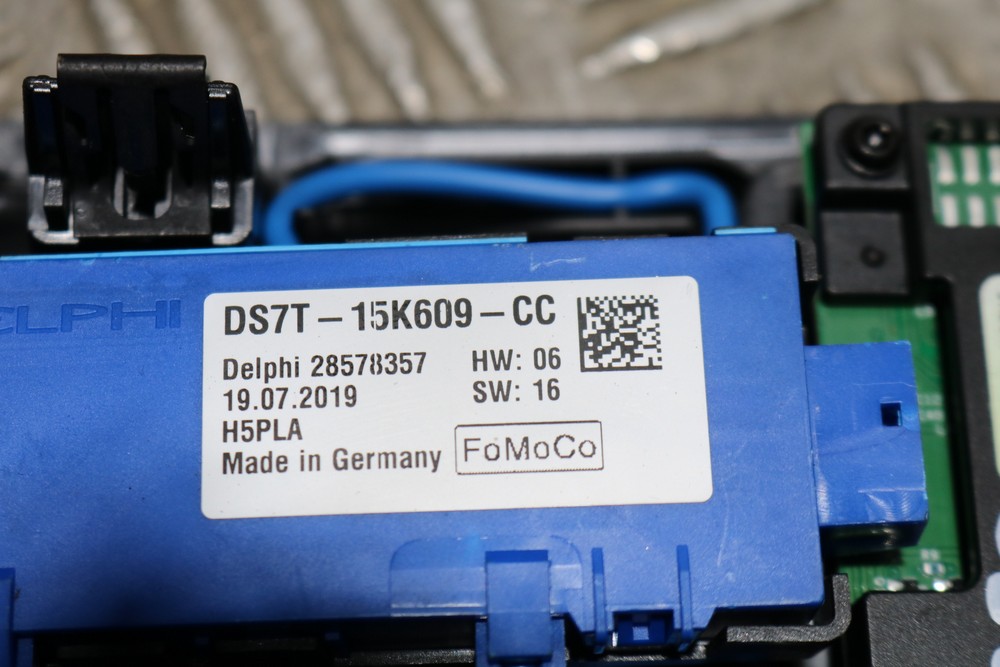 DELPHI
DS7T-15K609-CC
Delphi 28578357 HW: 06
19.07.2019 SW: 16
H5PLA
Made in Germany FoMoCo